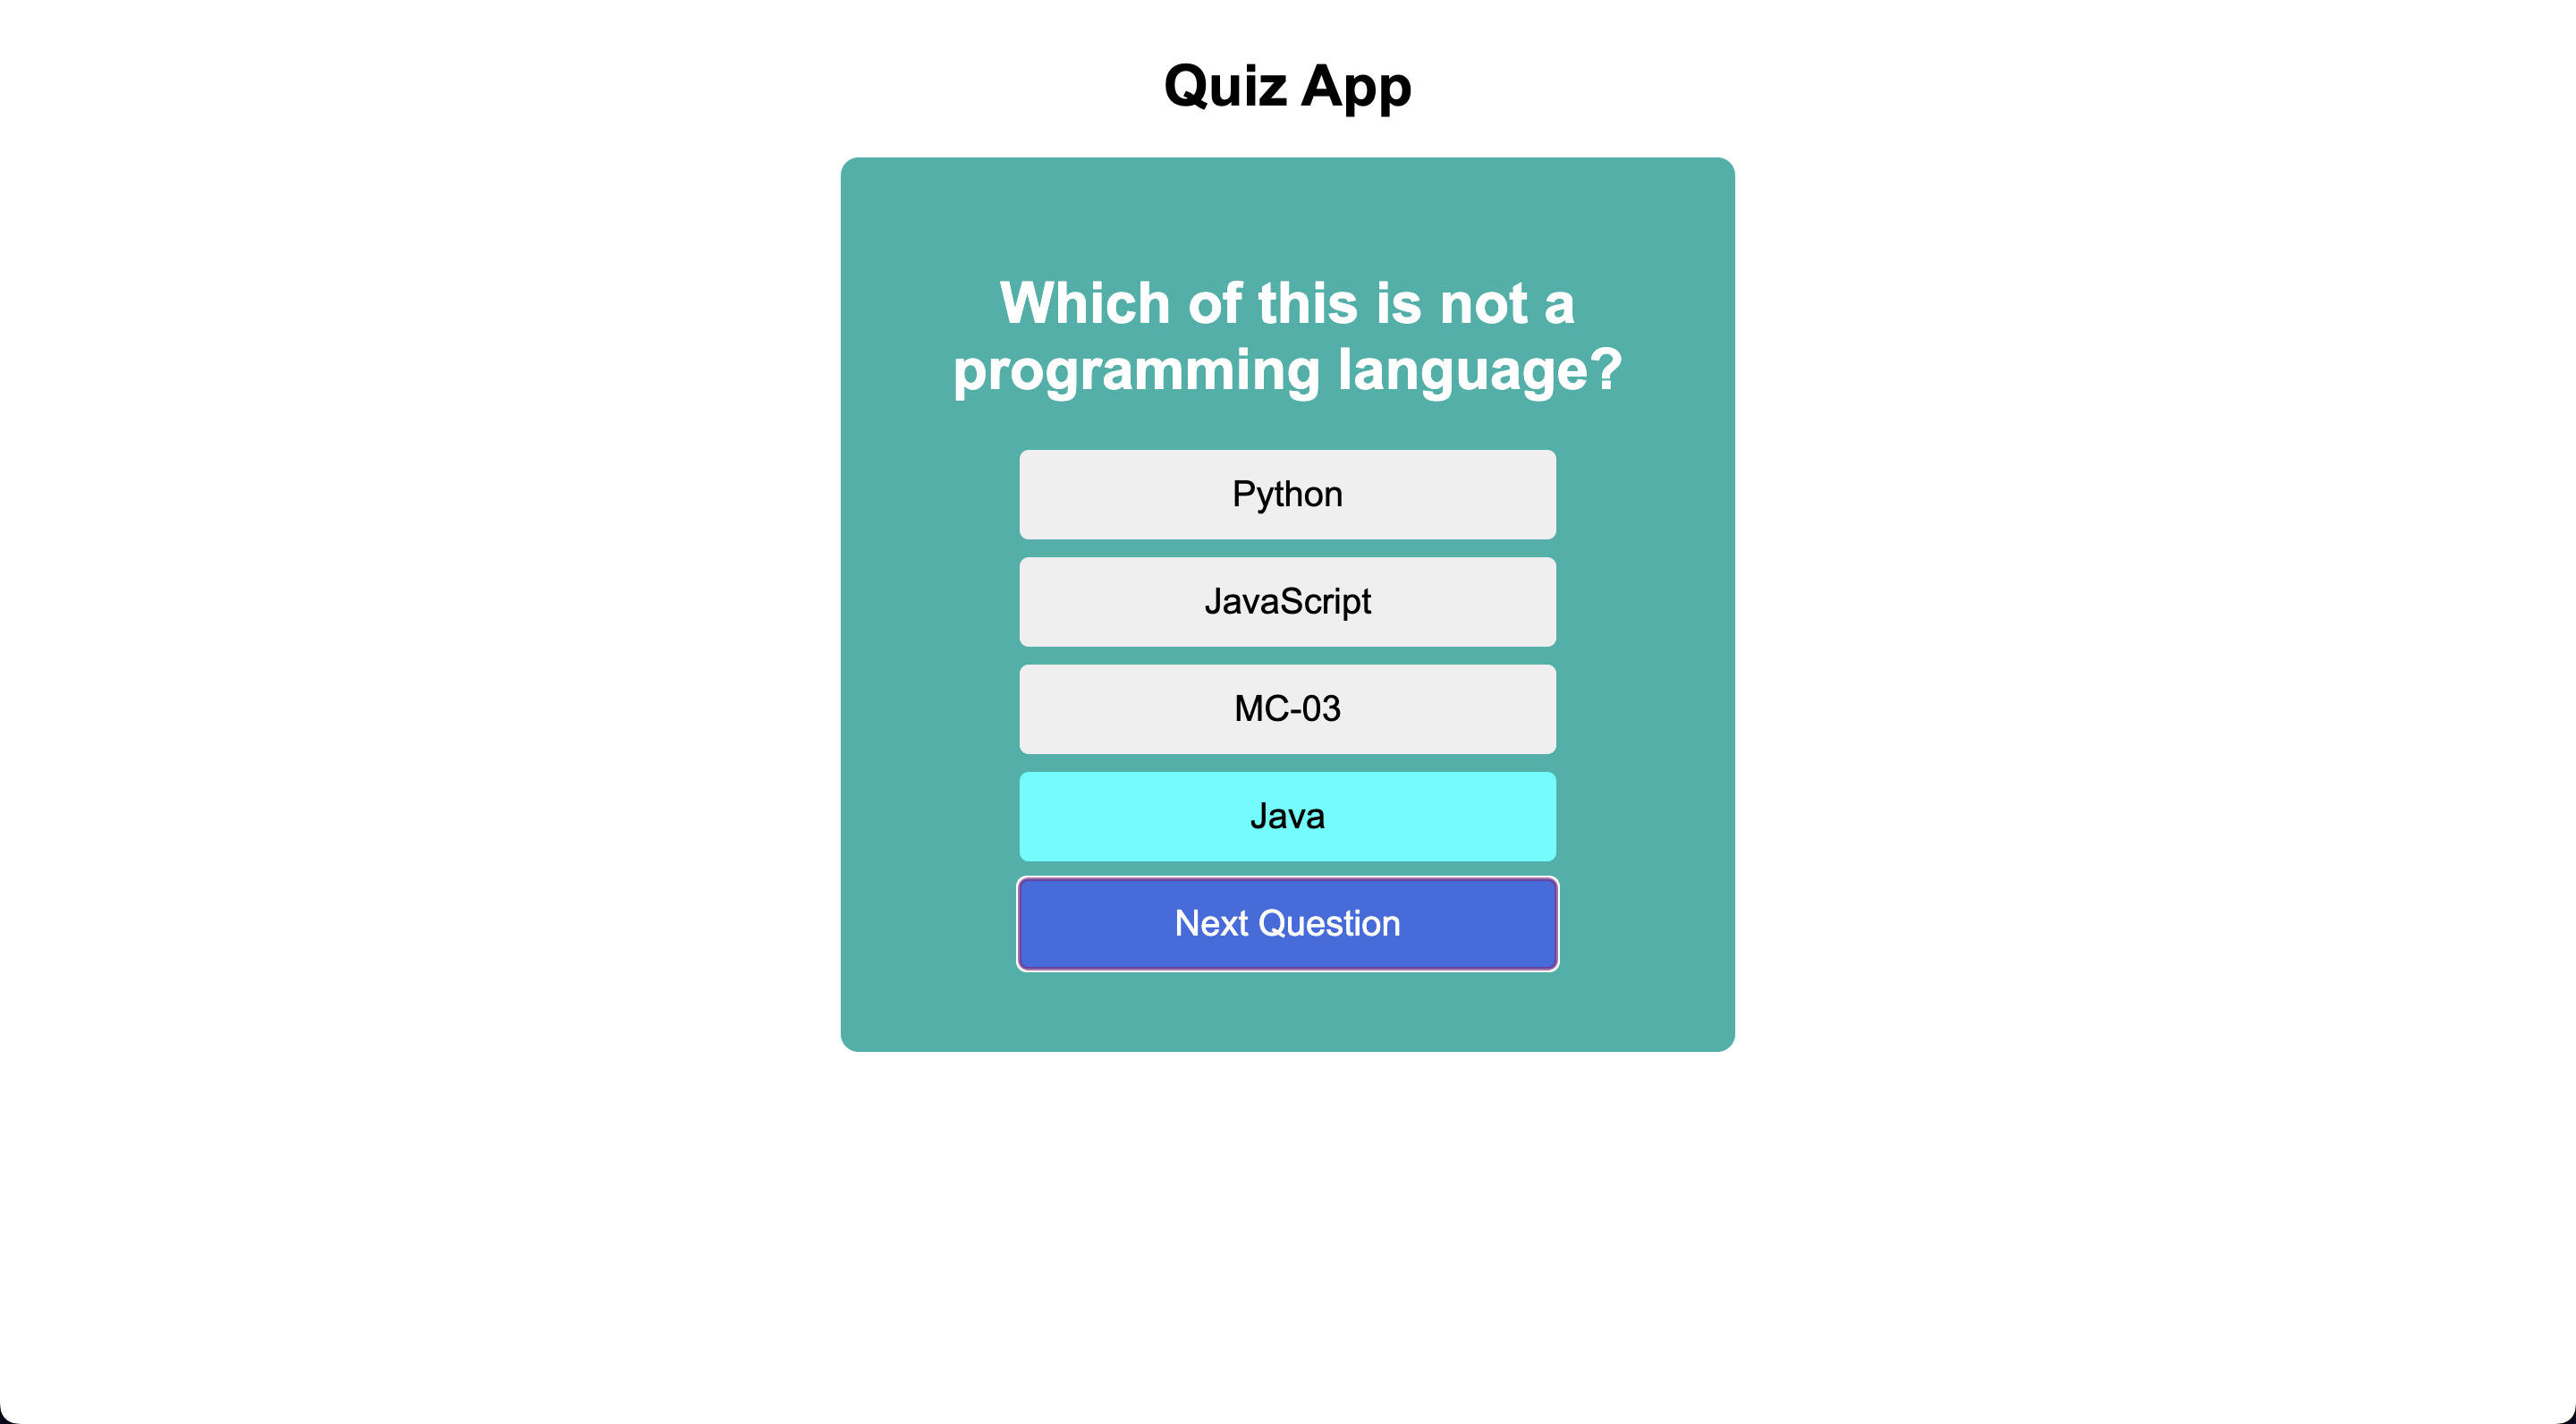 Quiz App
Which of this is not a
programming language?
Python
JavaScript
MC-03
Java
Next Question